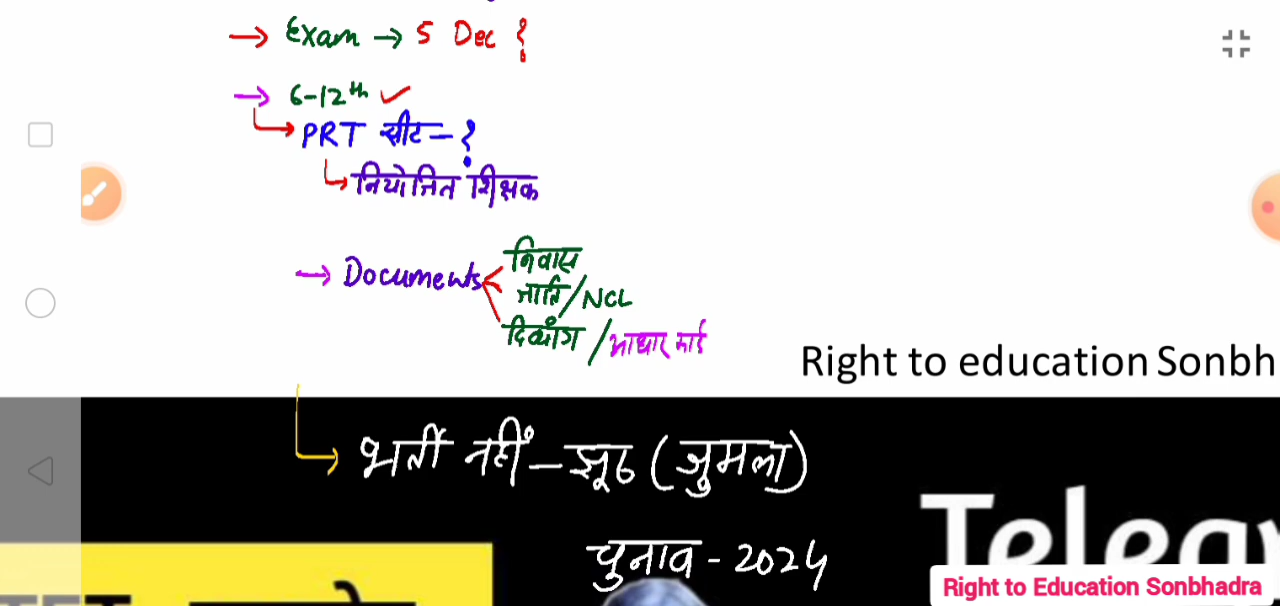 → Exam → 5 Dec ?
→ 6-12th ✓
PRT सीट - ?
नियोजित शिक्षक
→ Documents
निवास
जाति/NCL
दिव्यांग / आधार कार्ड
Right to education Sonbh
भर्ती नहीं - झूठ (जुमला)
चुनाव - 2024
Telegr
Right to Education Sonbhadra